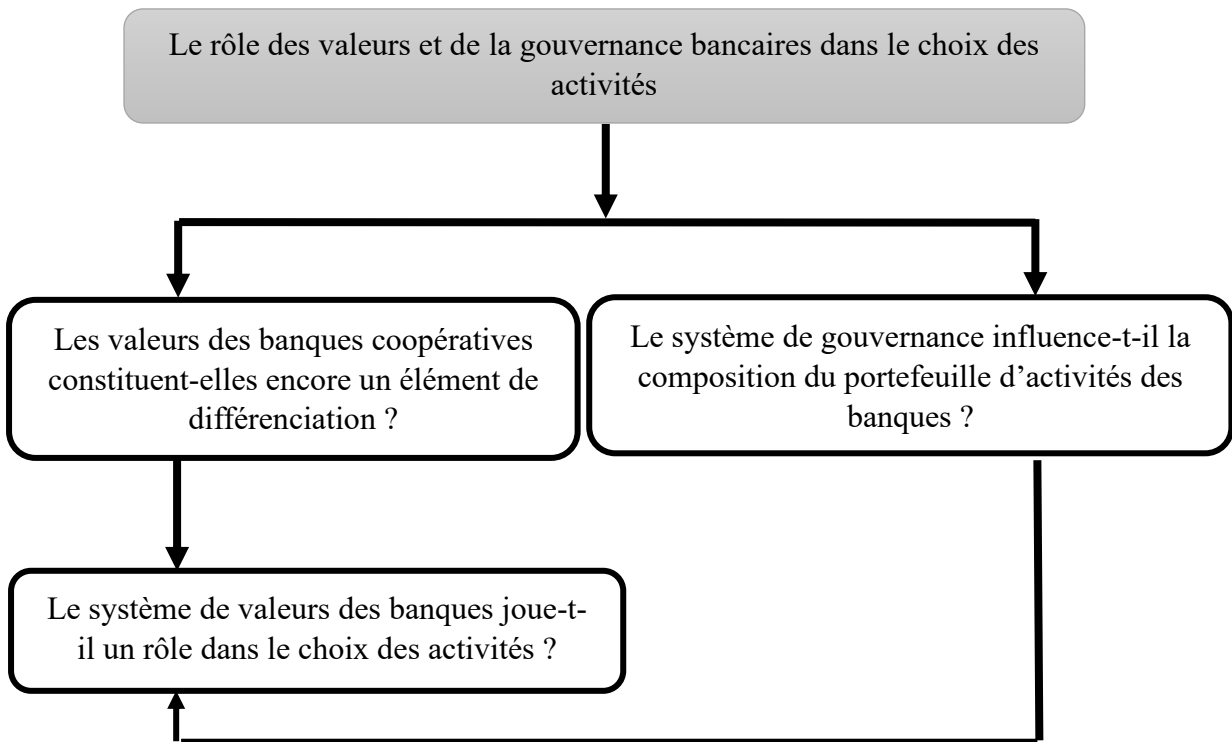 Le rôle des valeurs et de la gouvernance bancaires dans le choix des
activités
Les valeurs des banques coopératives
constituent-elles encore un élément de
différenciation ?
Le système de gouvernance influence-t-il la
composition du portefeuille d’activités des
banques ?
Le système de valeurs des banques joue-t-
il un rôle dans le choix des activités ?